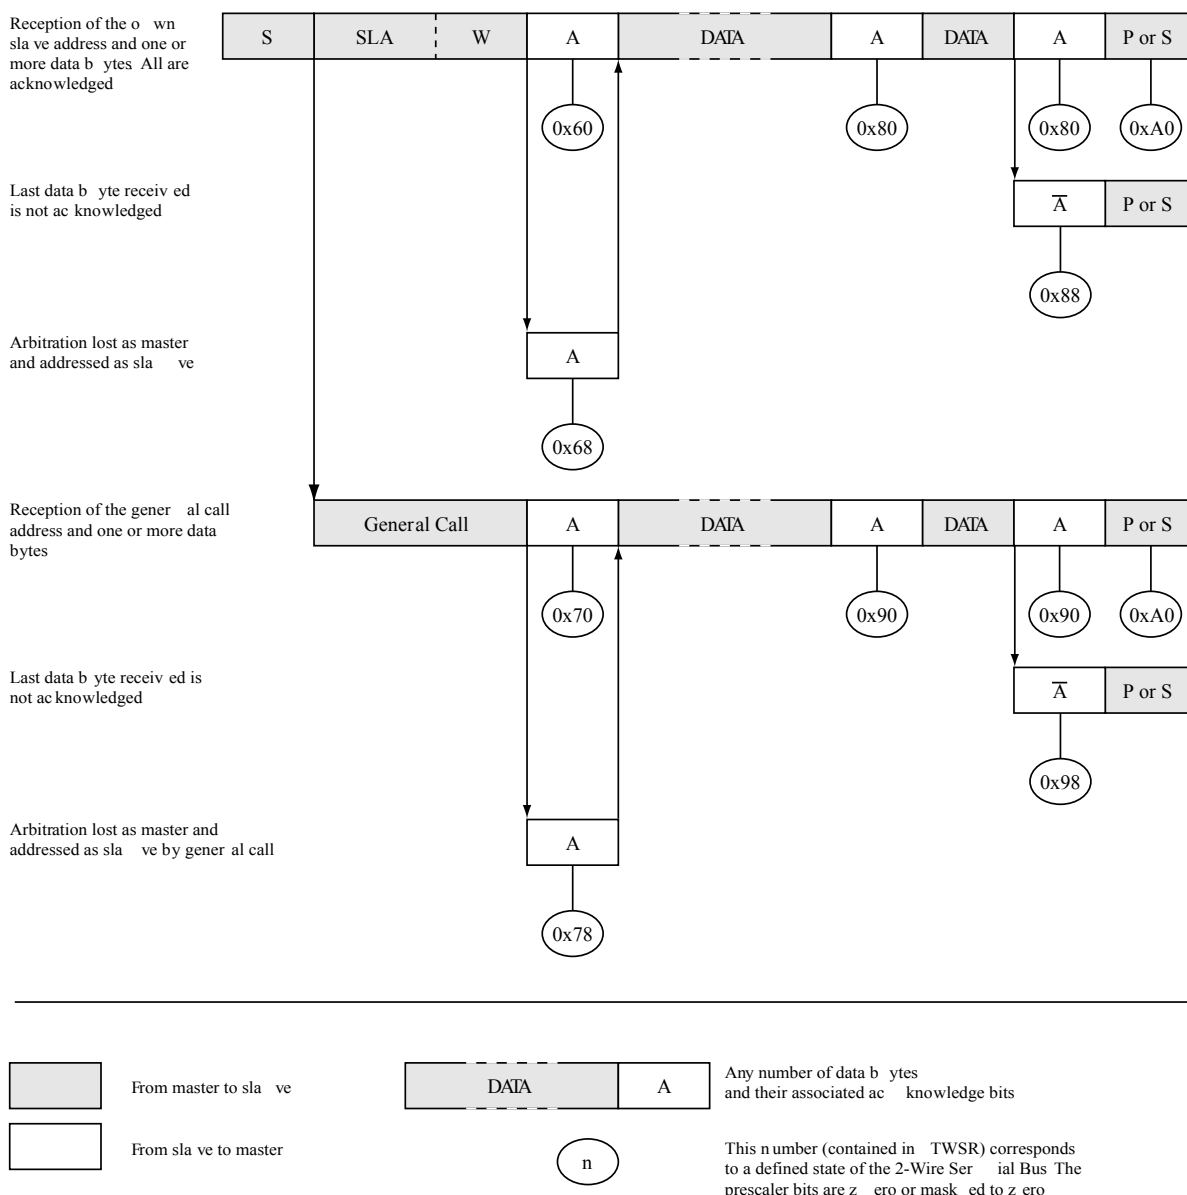 Reception of the o wn
sla ve address and one or
more data b ytes. All are
acknowledged
S SLA W A DATA A DATA A P or S
0x60 0x80 0x80 0xA0
Last data b yte receiv ed
is not ac knowledged
A P or S
0x88
Arbitration lost as master
and addressed as sla ve
A
0x68
Reception of the gener al call
address and one or more data
bytes
General Call A DATA A DATA A P or S
0x70 0x90 0x90 0xA0
Last data b yte receiv ed is
not ac knowledged
A P or S
0x98
Arbitration lost as master and
addressed as sla ve by gener al call
A
0x78
From master to sla ve
DATA A
Any number of data b ytes
and their associated ac knowledge bits
From sla ve to master
n
This n umber (contained in TWSR) corresponds
to a defined state of the 2-Wire Ser ial Bus The
prescaler bits are z ero or mask ed to z ero